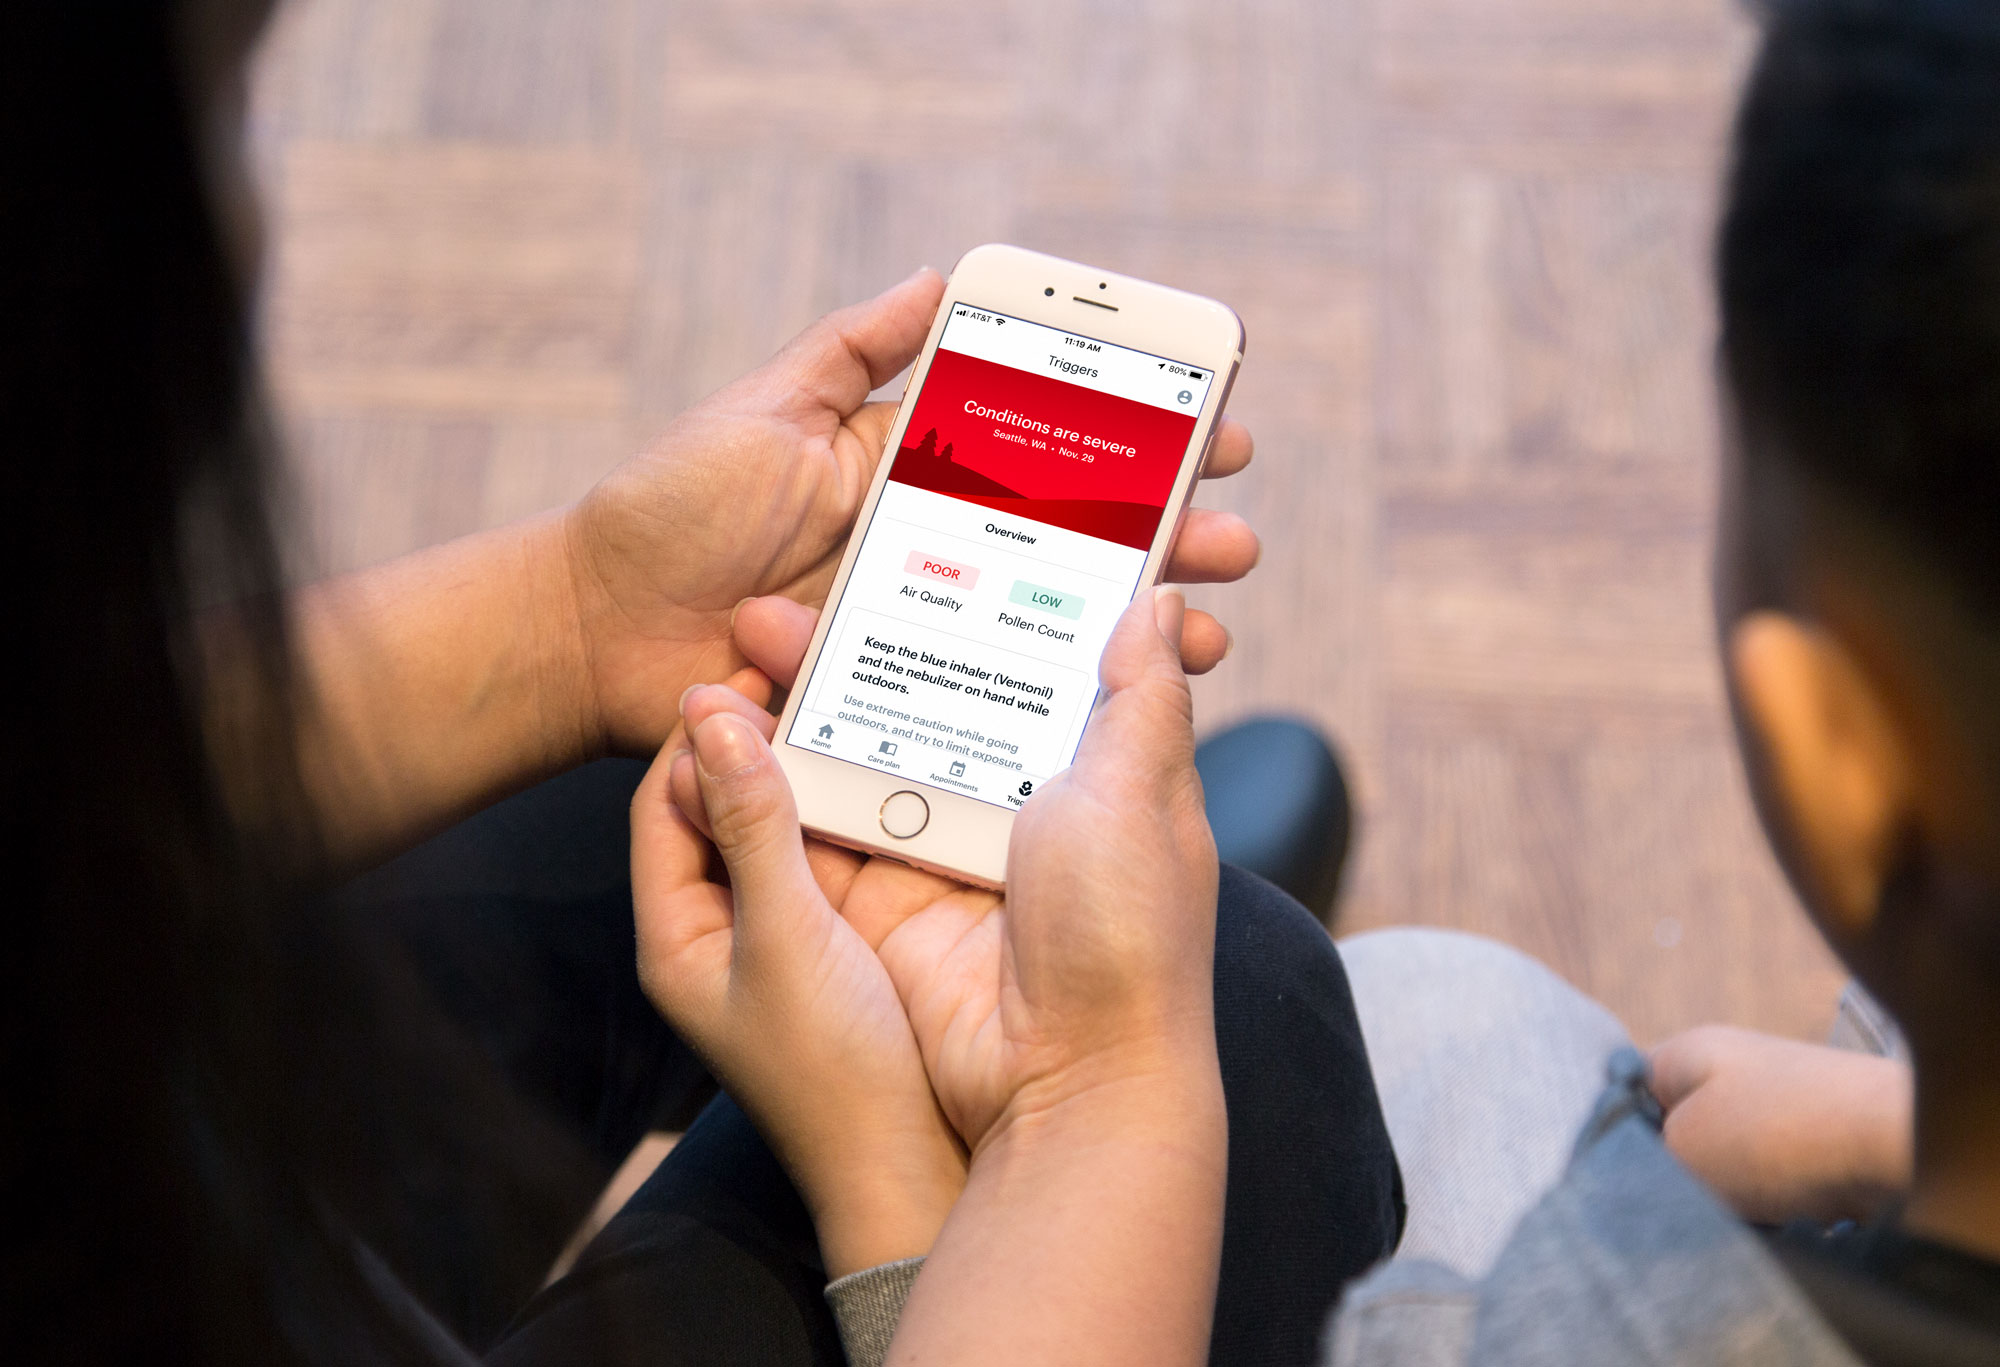 AT&T
11:19 AM
80%
Triggers
Conditions are severe
Seattle, WA • Nov. 29
Overview
POOR
Air Quality
LOW
Pollen Count
Keep the blue inhaler (Ventonil)
and the nebulizer on hand while
outdoors.
Use extreme caution while going
outdoors, and try to limit exposure
Home
Care plan
Appointments